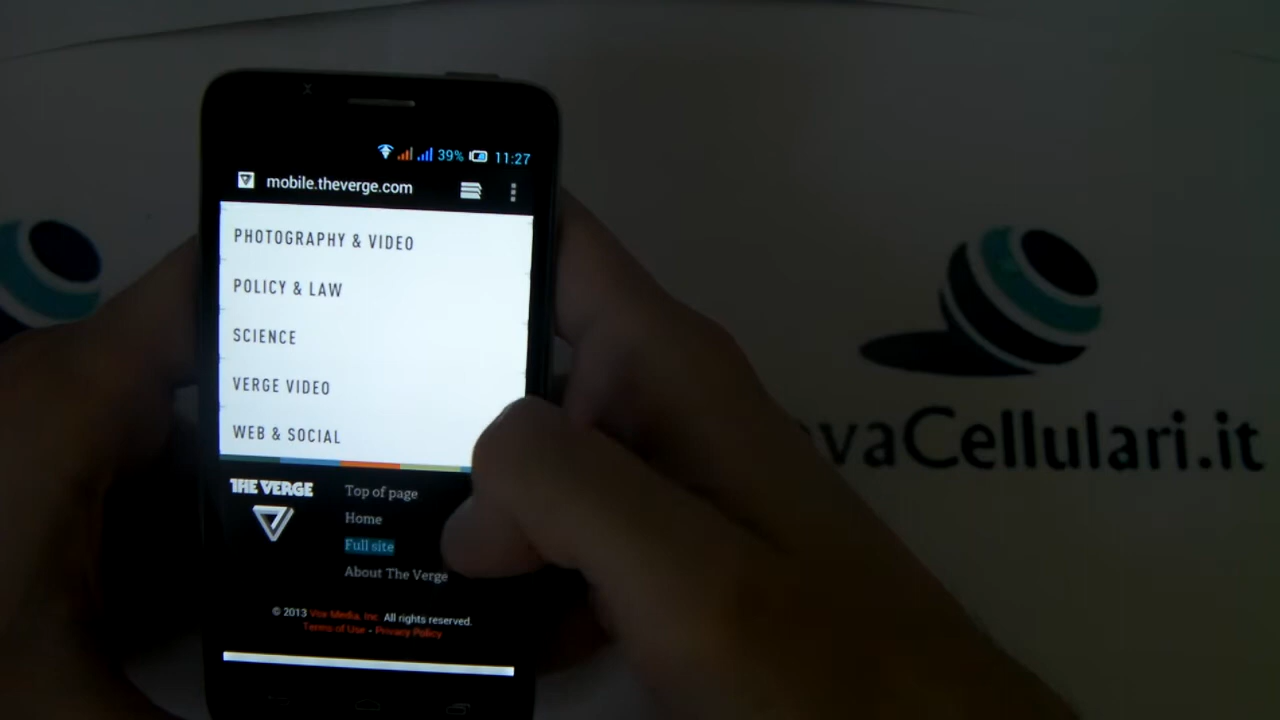 39% 11:27
mobile.theverge.com
PHOTOGRAPHY & VIDEO
POLICY & LAW
SCIENCE
VERGE VIDEO
WEB & SOCIAL
THE VERGE
Top of page
Home
Full site
About The Verge
© 2013 Vox Media, Inc. All rights reserved.
Terms of Use - Privacy Policy
vaCellulari.it